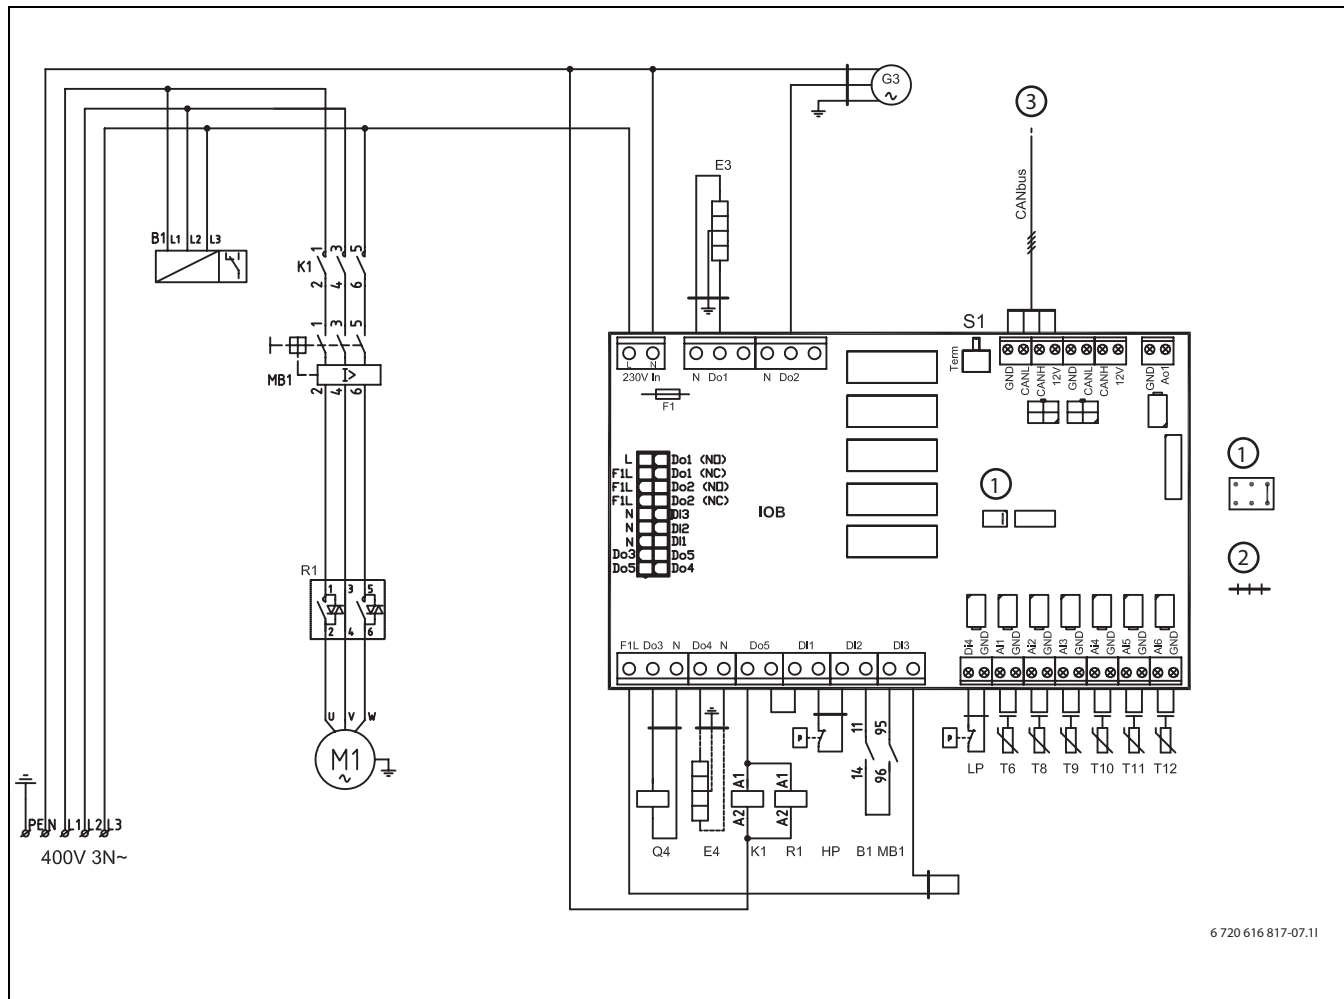 G3
3
CANbus
E3
B1 L1 L2 L3
1 3 5
K1
2 4 6
1 3 5
MB1
I>
2 4 6
S1
Term
L N
230V In
N Do1
N Do2
GND CANL CANH 12V GND CANL CANH 12V
GND Ao1
F1
L Do1 (NO)
F1L Do1 (NC)
F1L Do2 (NO)
F1L Do2 (NC)
N DI3
N DI2
N DI1
Do3 Do5
Do5 Do4
IOB
1
1
2
R1
1 3 5
2 4 6
F1L Do3 N Do4 N Do5 DI1 DI2 DI3
Di4 AI1 GND Ai2 GND AI3 GND Ai4 GND AI5 GND AI6 GND
U V W
M1
P
11 95
14 96
P
LP T6 T8 T9 T10 T11 T12
A1 A1
A2 A2
PE N L1 L2 L3
400V 3N~
Q4 E4 K1 R1 HP B1 MB1
6 720 616 817-07.1I